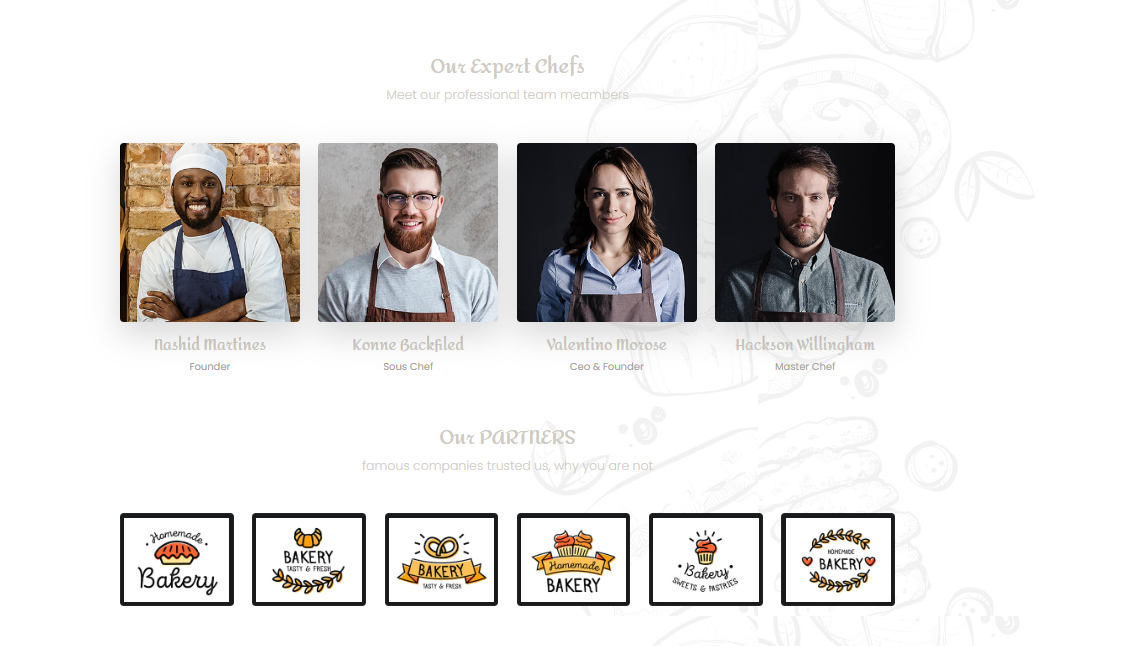 Our Expert Chefs
Meet our professional team meambers
Nashid Martines
Founder
Konne Backfiled
Sous Chef
Valentino Morose
Ceo & Founder
Hackson Willingham
Master Chef
Our PARTNERS
famous companies trusted us, why you are not
Homemade
Bakery
BAKERY
TASTY & FRESH
BAKERY
TASTY & FRESH
Homemade
BAKERY
Bakery
SWEETS & PASTRIES
HOMEMADE
BAKERY